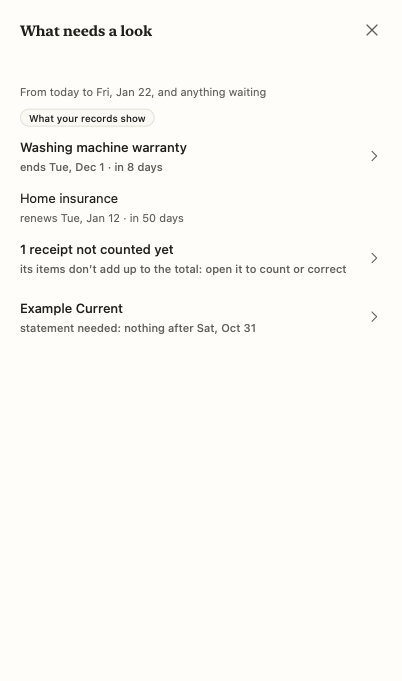 What needs a look
From today to Fri, Jan 22, and anything waiting
What your records show
Washing machine warranty
ends Tue, Dec 1 · in 8 days
Home insurance
renews Tue, Jan 12 · in 50 days
1 receipt not counted yet
its items don’t add up to the total: open it to count or correct
Example Current
statement needed: nothing after Sat, Oct 31